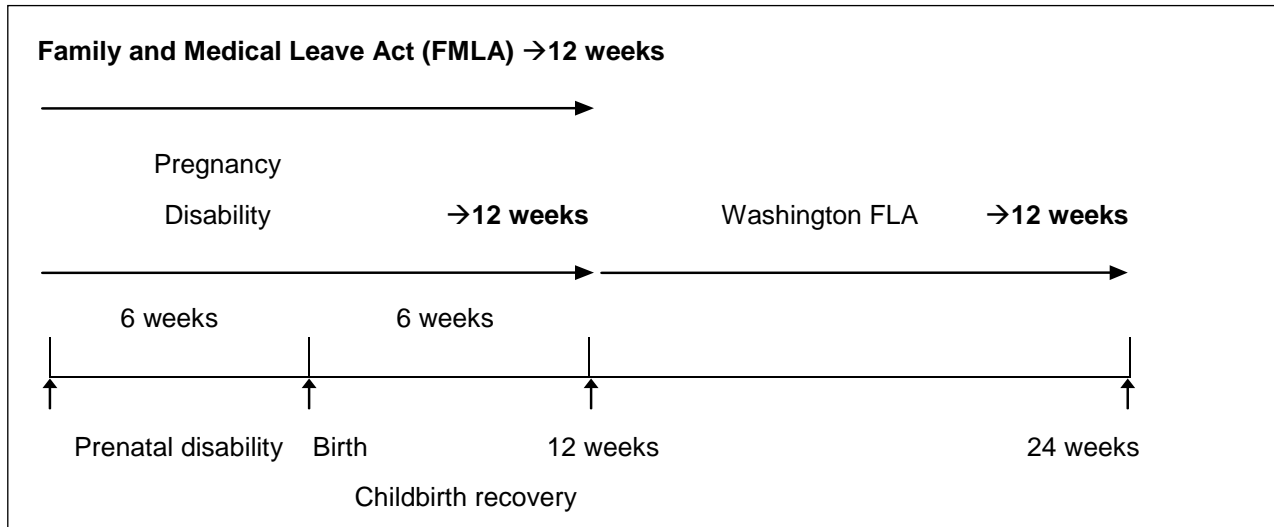 Family and Medical Leave Act (FMLA) →12 weeks
Pregnancy
Disability →12 weeks Washington FLA →12 weeks
6 weeks 6 weeks
Prenatal disability Birth 12 weeks 24 weeks
Childbirth recovery